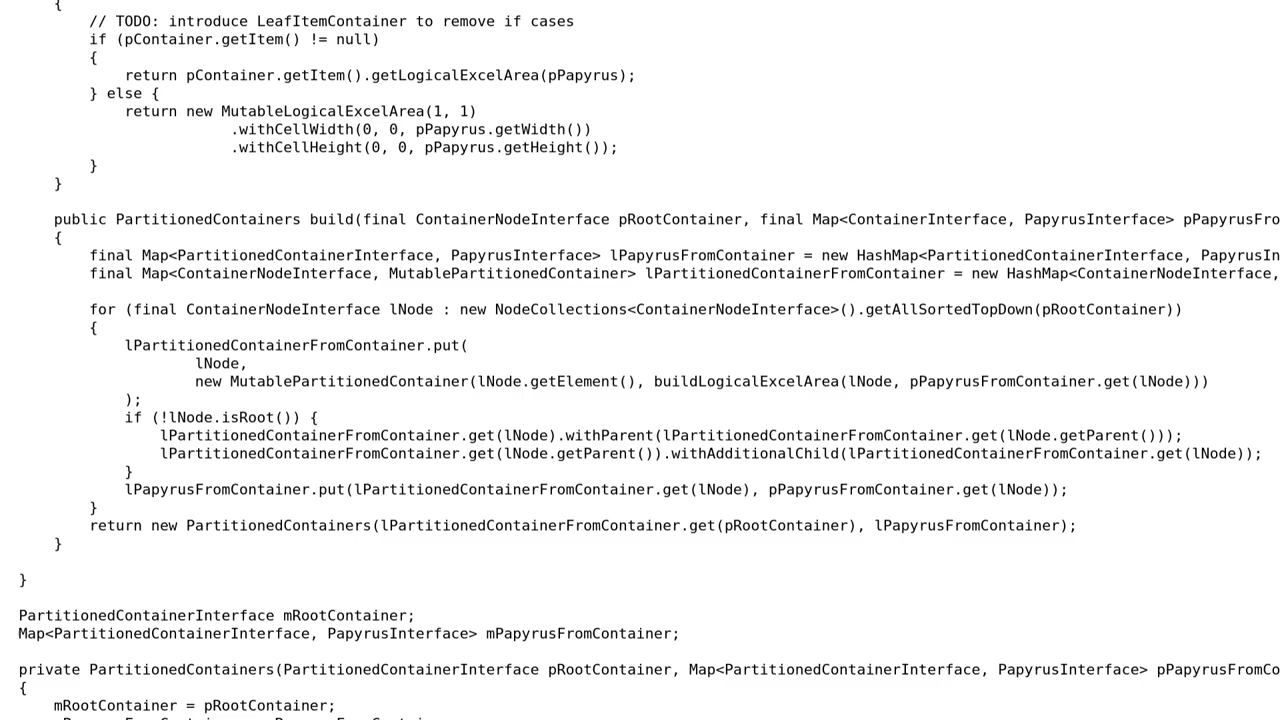 {
// TODO: introduce LeafItemContainer to remove if cases
if (pContainer.getItem() != null)
{
return pContainer.getItem().getLogicalExcelArea(pPapyrus);
} else {
return new MutableLogicalExcelArea(1, 1)
.withCellWidth(0, 0, pPapyrus.getWidth())
.withCellHeight(0, 0, pPapyrus.getHeight());
}
}
public PartitionedContainers build(final ContainerNodeInterface pRootContainer, final Map<ContainerInterface, PapyrusInterface> pPapyrusFro
{
final Map<PartitionedContainerInterface, PapyrusInterface> lPapyrusFromContainer = new HashMap<PartitionedContainerInterface, PapyrusIn
final Map<ContainerNodeInterface, MutablePartitionedContainer> lPartitionedContainerFromContainer = new HashMap<ContainerNodeInterface,
for (final ContainerNodeInterface lNode : new NodeCollections<ContainerNodeInterface>().getAllSortedTopDown(pRootContainer))
{
lPartitionedContainerFromContainer.put(
lNode,
new MutablePartitionedContainer(lNode.getElement(), buildLogicalExcelArea(lNode, pPapyrusFromContainer.get(lNode)))
);
if (!lNode.isRoot()) {
lPartitionedContainerFromContainer.get(lNode).withParent(lPartitionedContainerFromContainer.get(lNode.getParent()));
lPartitionedContainerFromContainer.get(lNode.getParent()).withAdditionalChild(lPartitionedContainerFromContainer.get(lNode));
}
lPapyrusFromContainer.put(lPartitionedContainerFromContainer.get(lNode), pPapyrusFromContainer.get(lNode));
}
return new PartitionedContainers(lPartitionedContainerFromContainer.get(pRootContainer), lPapyrusFromContainer);
}
}
PartitionedContainerInterface mRootContainer;
Map<PartitionedContainerInterface, PapyrusInterface> mPapyrusFromContainer;
private PartitionedContainers(PartitionedContainerInterface pRootContainer, Map<PartitionedContainerInterface, PapyrusInterface> pPapyrusFromCo
{
mRootContainer = pRootContainer;